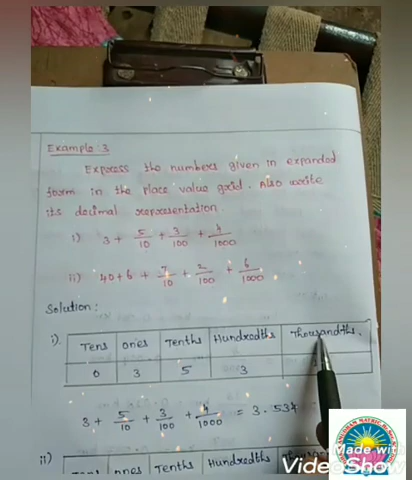 Example : 3
Express the numbers given in expanded
form in the place value grid. Also write
its decimal representation.
i) 3 + 5/10 + 3/100 + 4/1000
ii) 40 + 6 + 7/10 + 2/100 + 6/1000
Solution :
i). Tens ones Tenths Hundredths Thousandths.
0 3 5 3
3 + 5/10 + 3/100 + 4/1000 = 3.534
ii) Tens ones Tenths Hundredths
Made with
VideoShow